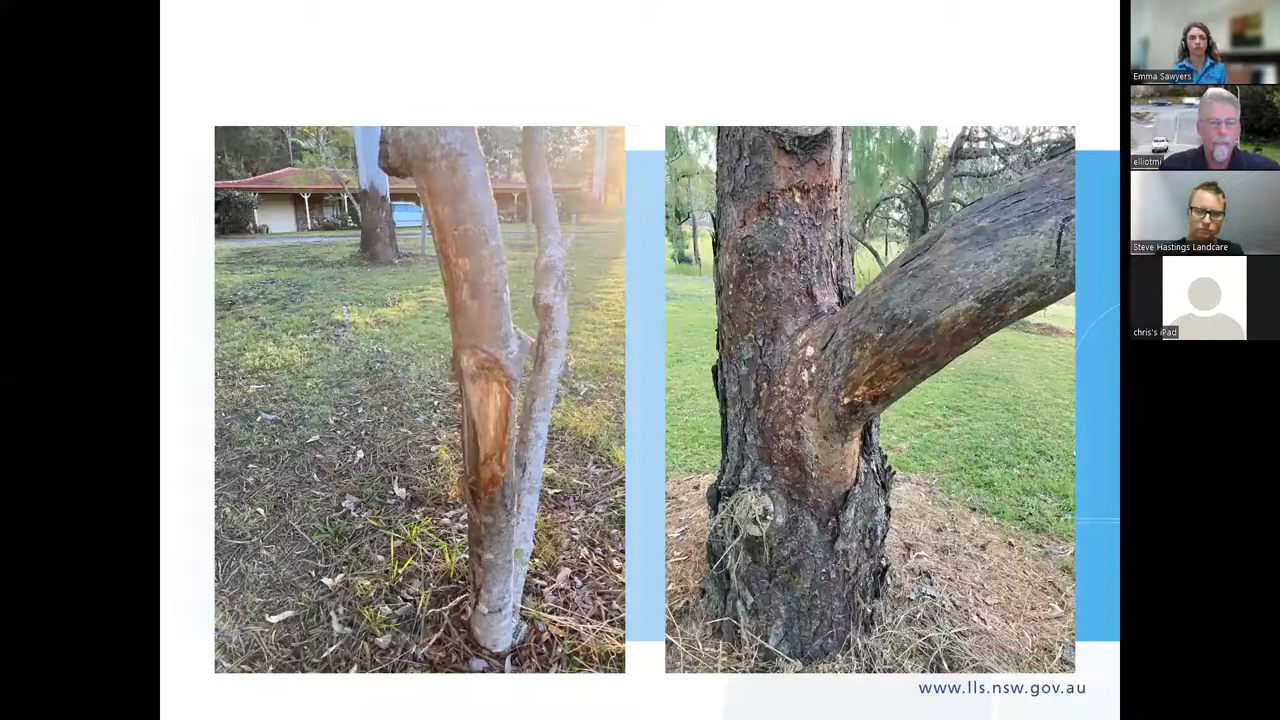 Emma Sawyers
elliotmi
Steve Hastings Landcare
chris's iPad
www.lls.nsw.gov.au